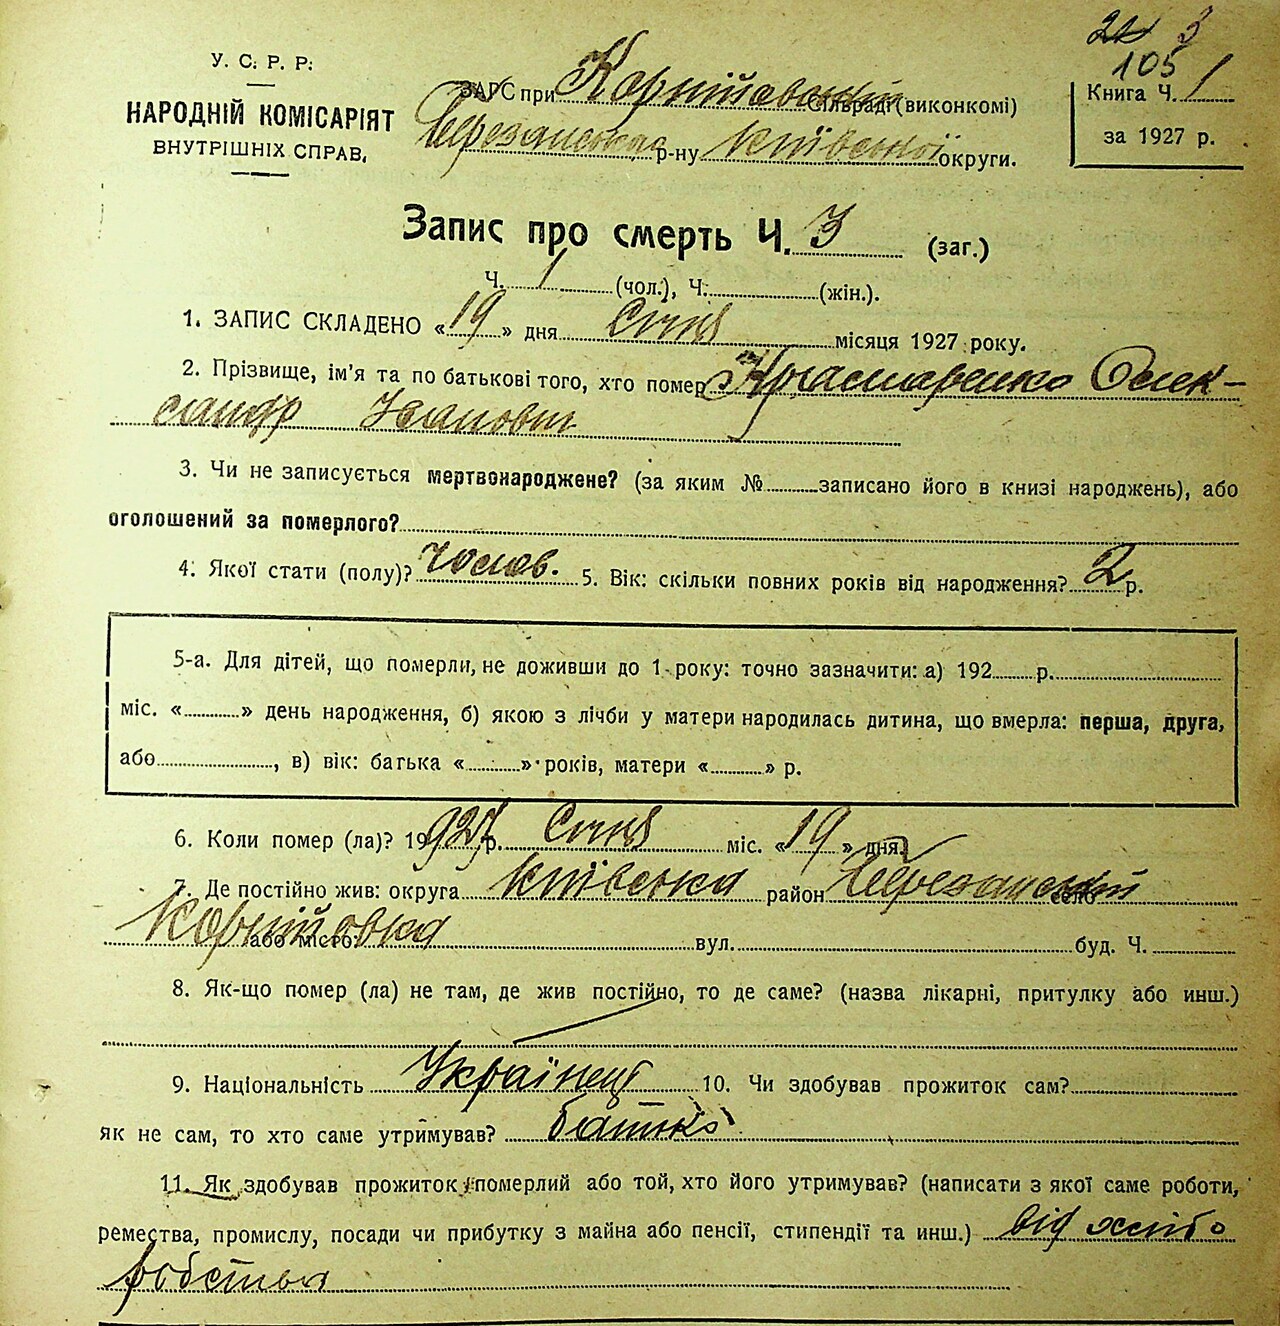 2̶1̶ 3
105
У. С. Р. Р.
НАРОДНІЙ КОМІСАРІЯТ
ВНУТРІШНІХ СПРАВ.
ЗАГС при Корніївській сільраді (виконкомі)
Березанська р-ну Київської округи.
Книга Ч. 1
за 1927 р.
Запис про смерть Ч. 3 (заг.)
Ч. 1 (чол.), Ч. (жін.).
1. ЗАПИС СКЛАДЕНО «19» дня Січня місяця 1927 року.
2. Прізвище, ім'я та по батькові того, хто помер Крамаренко Олек-
сандр Іванович
3. Чи не записується мертвонароджене? (за яким № записано його в книзі народжень), або
оголошений за померлого?
4. Якої стати (полу)? Чолов. 5. Вік: скільки повних років від народження? 2 р.
5-а. Для дітей, що померли, не доживши до 1 року: точно зазначити: а) 192 р.
міс. « » день народження, б) якою з лічби у матери народилась дитина, що вмерла: перша, друга,
або , в) вік: батька « » років, матери « » р.
6. Коли помер (ла)? 1927 р. Січня міс. «19» дня.
7. Де постійно жив: округа Київська район Березанський село
Корніївка або місто вул. буд. Ч.
8. Як-що помер (ла) не там, де жив постійно, то де саме? (назва лікарні, притулку або инш.)
9. Національність Українець 10. Чи здобував прожиток сам?
як не сам, то хто саме утримував? батько
11. Як здобував прожиток померлий або той, хто його утримував? (написати з якої саме роботи,
ремества, промислу, посади чи прибутку з майна або пенсії, стипендії та инш.) від хлібо
робства